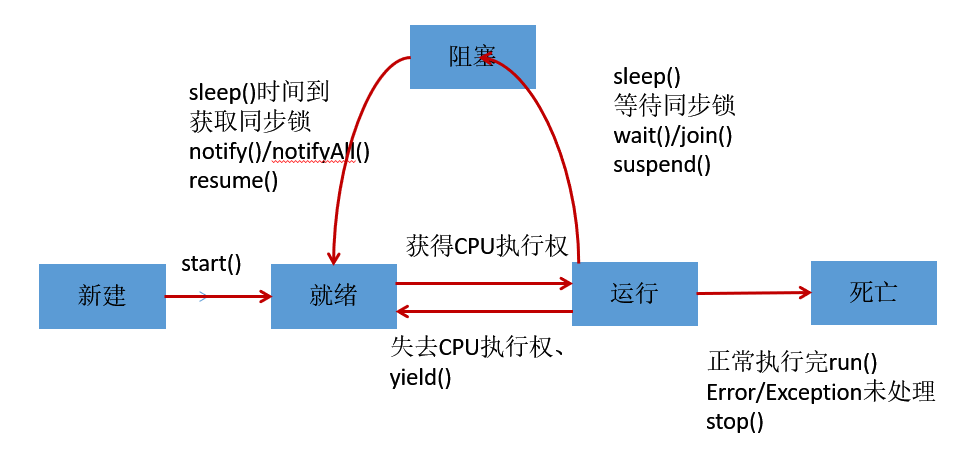 阻塞
sleep()时间到
获取同步锁
notify()/notifyAll()
resume()
sleep()
等待同步锁
wait()/join()
suspend()
新建
start()
就绪
获得CPU执行权
失去CPU执行权、
yield()
运行
死亡
正常执行完run()
Error/Exception未处理
stop()